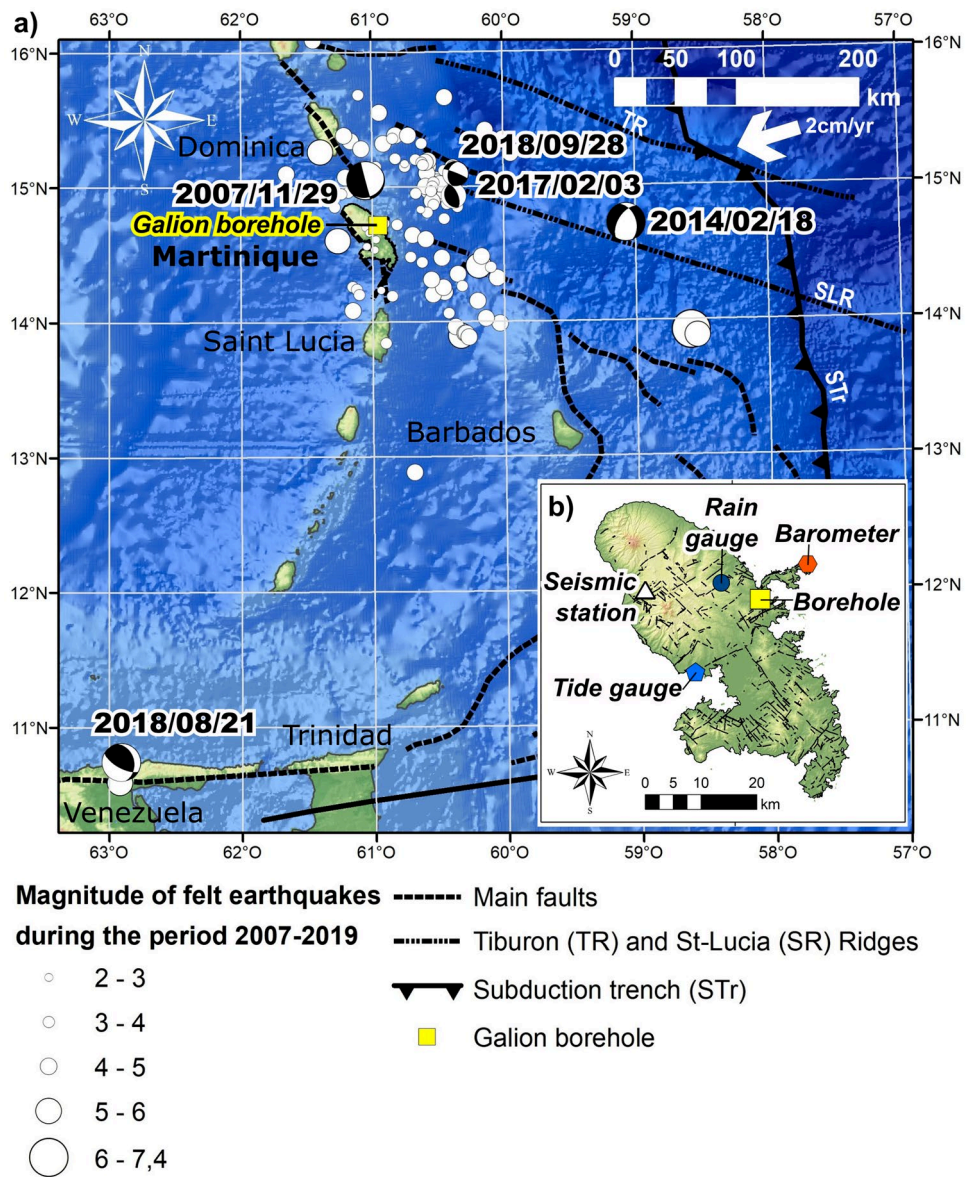 a)
63°O 62°O 61°O 60°O 59°O 58°O 57°O
16°N 16°N
N
W E
S
0 50 100 200
km
TR
2cm/yr
Dominica
2018/09/28
15°N 15°N
2007/11/29
2017/02/03
Galion borehole
2014/02/18
Martinique
SLR
14°N 14°N
Saint Lucia
STr
Barbados
13°N 13°N
b)
Rain
gauge
Barometer
12°N 12°N
Seismic
station
Borehole
Tide gauge
11°N 11°N
2018/08/21
Trinidad
N
W E
S
0 5 10 20
km
Venezuela
63°O 62°O 61°O 60°O 59°O 58°O 57°O
Magnitude of felt earthquakes
during the period 2007-2019
2 - 3
3 - 4
4 - 5
5 - 6
6 - 7,4
Main faults
Tiburon (TR) and St-Lucia (SR) Ridges
Subduction trench (STr)
Galion borehole